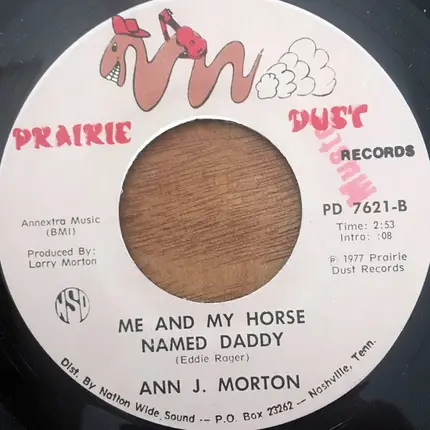 PRAIRIE DUST
RECORDS
Music
PD 7621-B
Time: 2:53
Intro: :08
℗ 1977 Prairie
Dust Records
Annextra Music
(BMI)
Produced By:
Larry Morton
NSD
ME AND MY HORSE
NAMED DADDY
(Eddie Rager)
ANN J. MORTON
Dist. By Nation Wide Sound -- P.O. Box 23262 -- Nashville, Tenn.